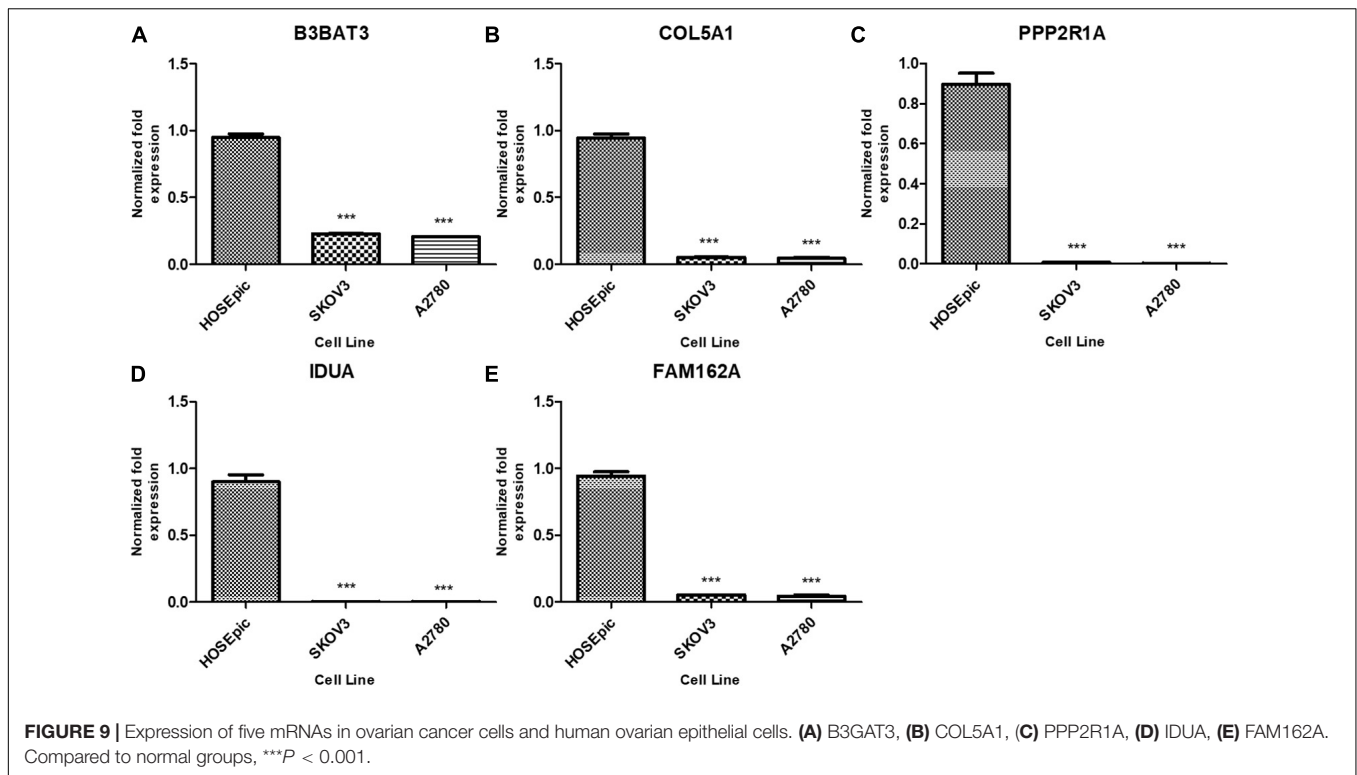 A B3BAT3
1.5
1.0
0.5
0.0
Normalized fold
expression
***
***
HOSEpic
SKOV3
A2780
Cell Line
B COL5A1
1.5
1.0
0.5
0.0
Normalized fold
expression
***
***
HOSEpic
SKOV3
A2780
Cell Line
C PPP2R1A
1.0
0.8
0.6
0.4
0.2
0.0
Normalized fold
expression
***
***
HOSEpic
SKOV3
A2780
Cell Line
D IDUA
1.5
1.0
0.5
0.0
Normalized fold
expression
***
***
HOSEpic
SKOV3
A2780
Cell Line
E FAM162A
1.5
1.0
0.5
0.0
Normalized fold
expression
***
***
HOSEpic
SKOV3
A2780
Cell Line
FIGURE 9 | Expression of five mRNAs in ovarian cancer cells and human ovarian epithelial cells. (A) B3GAT3, (B) COL5A1, (C) PPP2R1A, (D) IDUA, (E) FAM162A.
Compared to normal groups, ***P < 0.001.